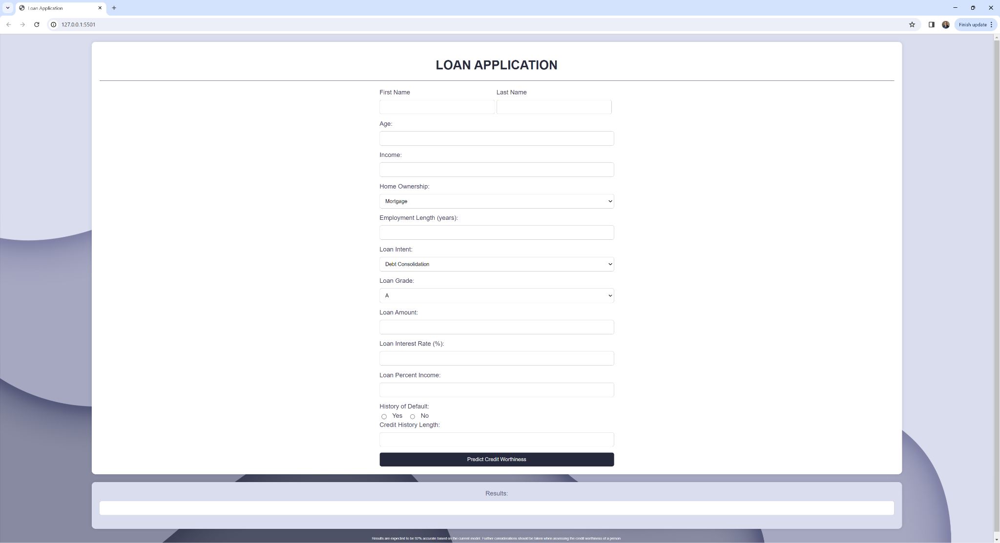 Loan Application
127.0.0.1:5501
Finish update
LOAN APPLICATION
First Name Last Name
Age:
Income:
Home Ownership:
Mortgage
Employment Length (years):
Loan Intent:
Debt Consolidation
Loan Grade:
A
Loan Amount:
Loan Interest Rate (%):
Loan Percent Income:
History of Default:
Yes No
Credit History Length:
Predict Credit Worthiness
Results:
Results are expected to be 92% accurate based on the current model. Further considerations should be taken when assessing the credit worthiness of a person